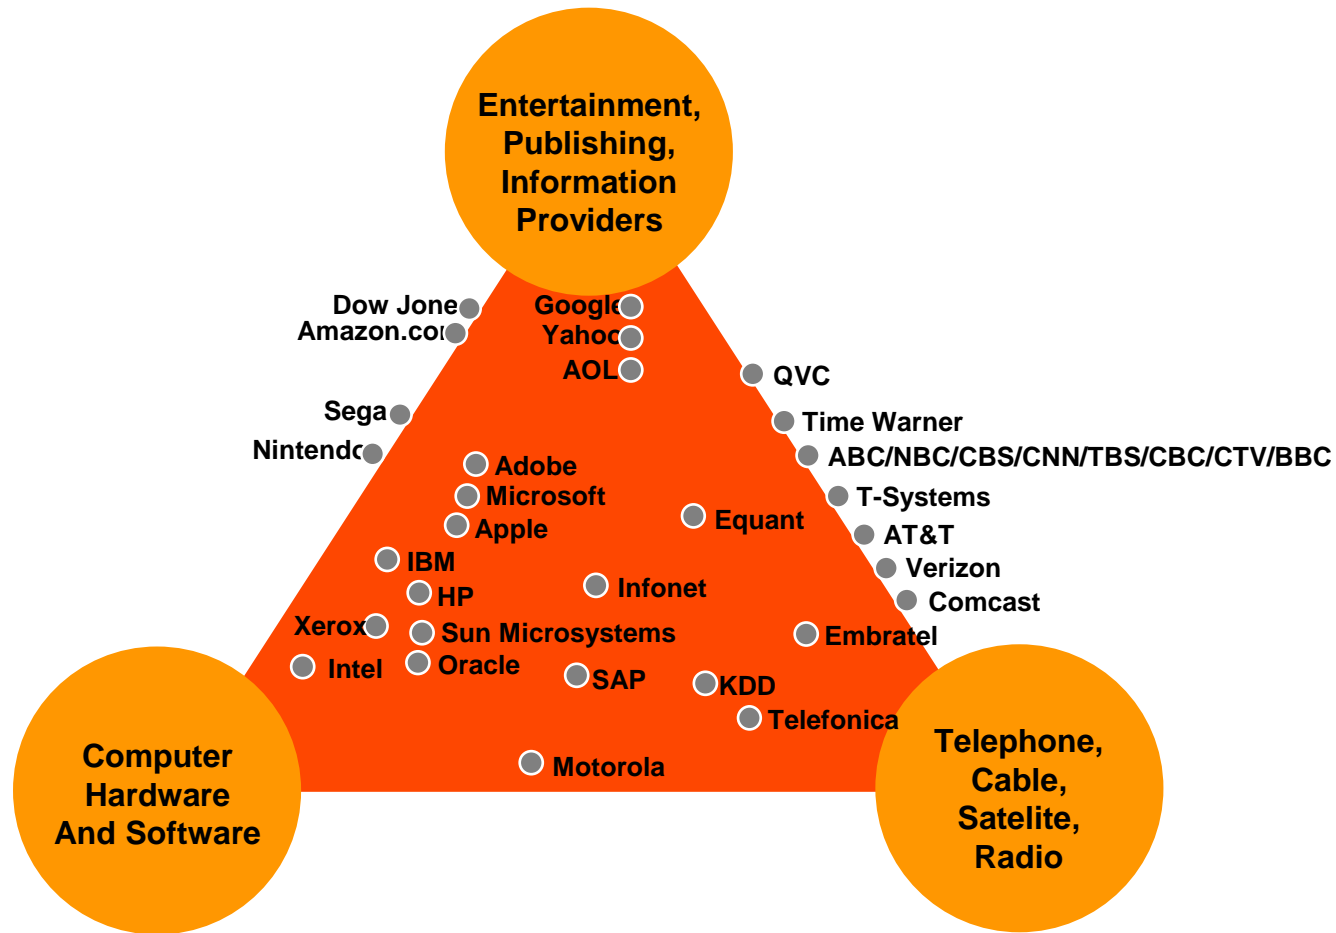 Entertainment,
Publishing,
Information
Providers
Dow Jone
Google
Amazon.com
Yahoo
AOL
QVC
Sega
Time Warner
Nintendo
ABC/NBC/CBS/CNN/TBS/CBC/CTV/BBC
Adobe
Microsoft
T-Systems
Apple
Equant
AT&T
IBM
Verizon
HP
Infonet
Comcast
Xerox
Sun Microsystems
Embratel
Intel
Oracle
SAP
KDD
Telefonica
Motorola
Computer
Hardware
And Software
Telephone,
Cable,
Satelite,
Radio